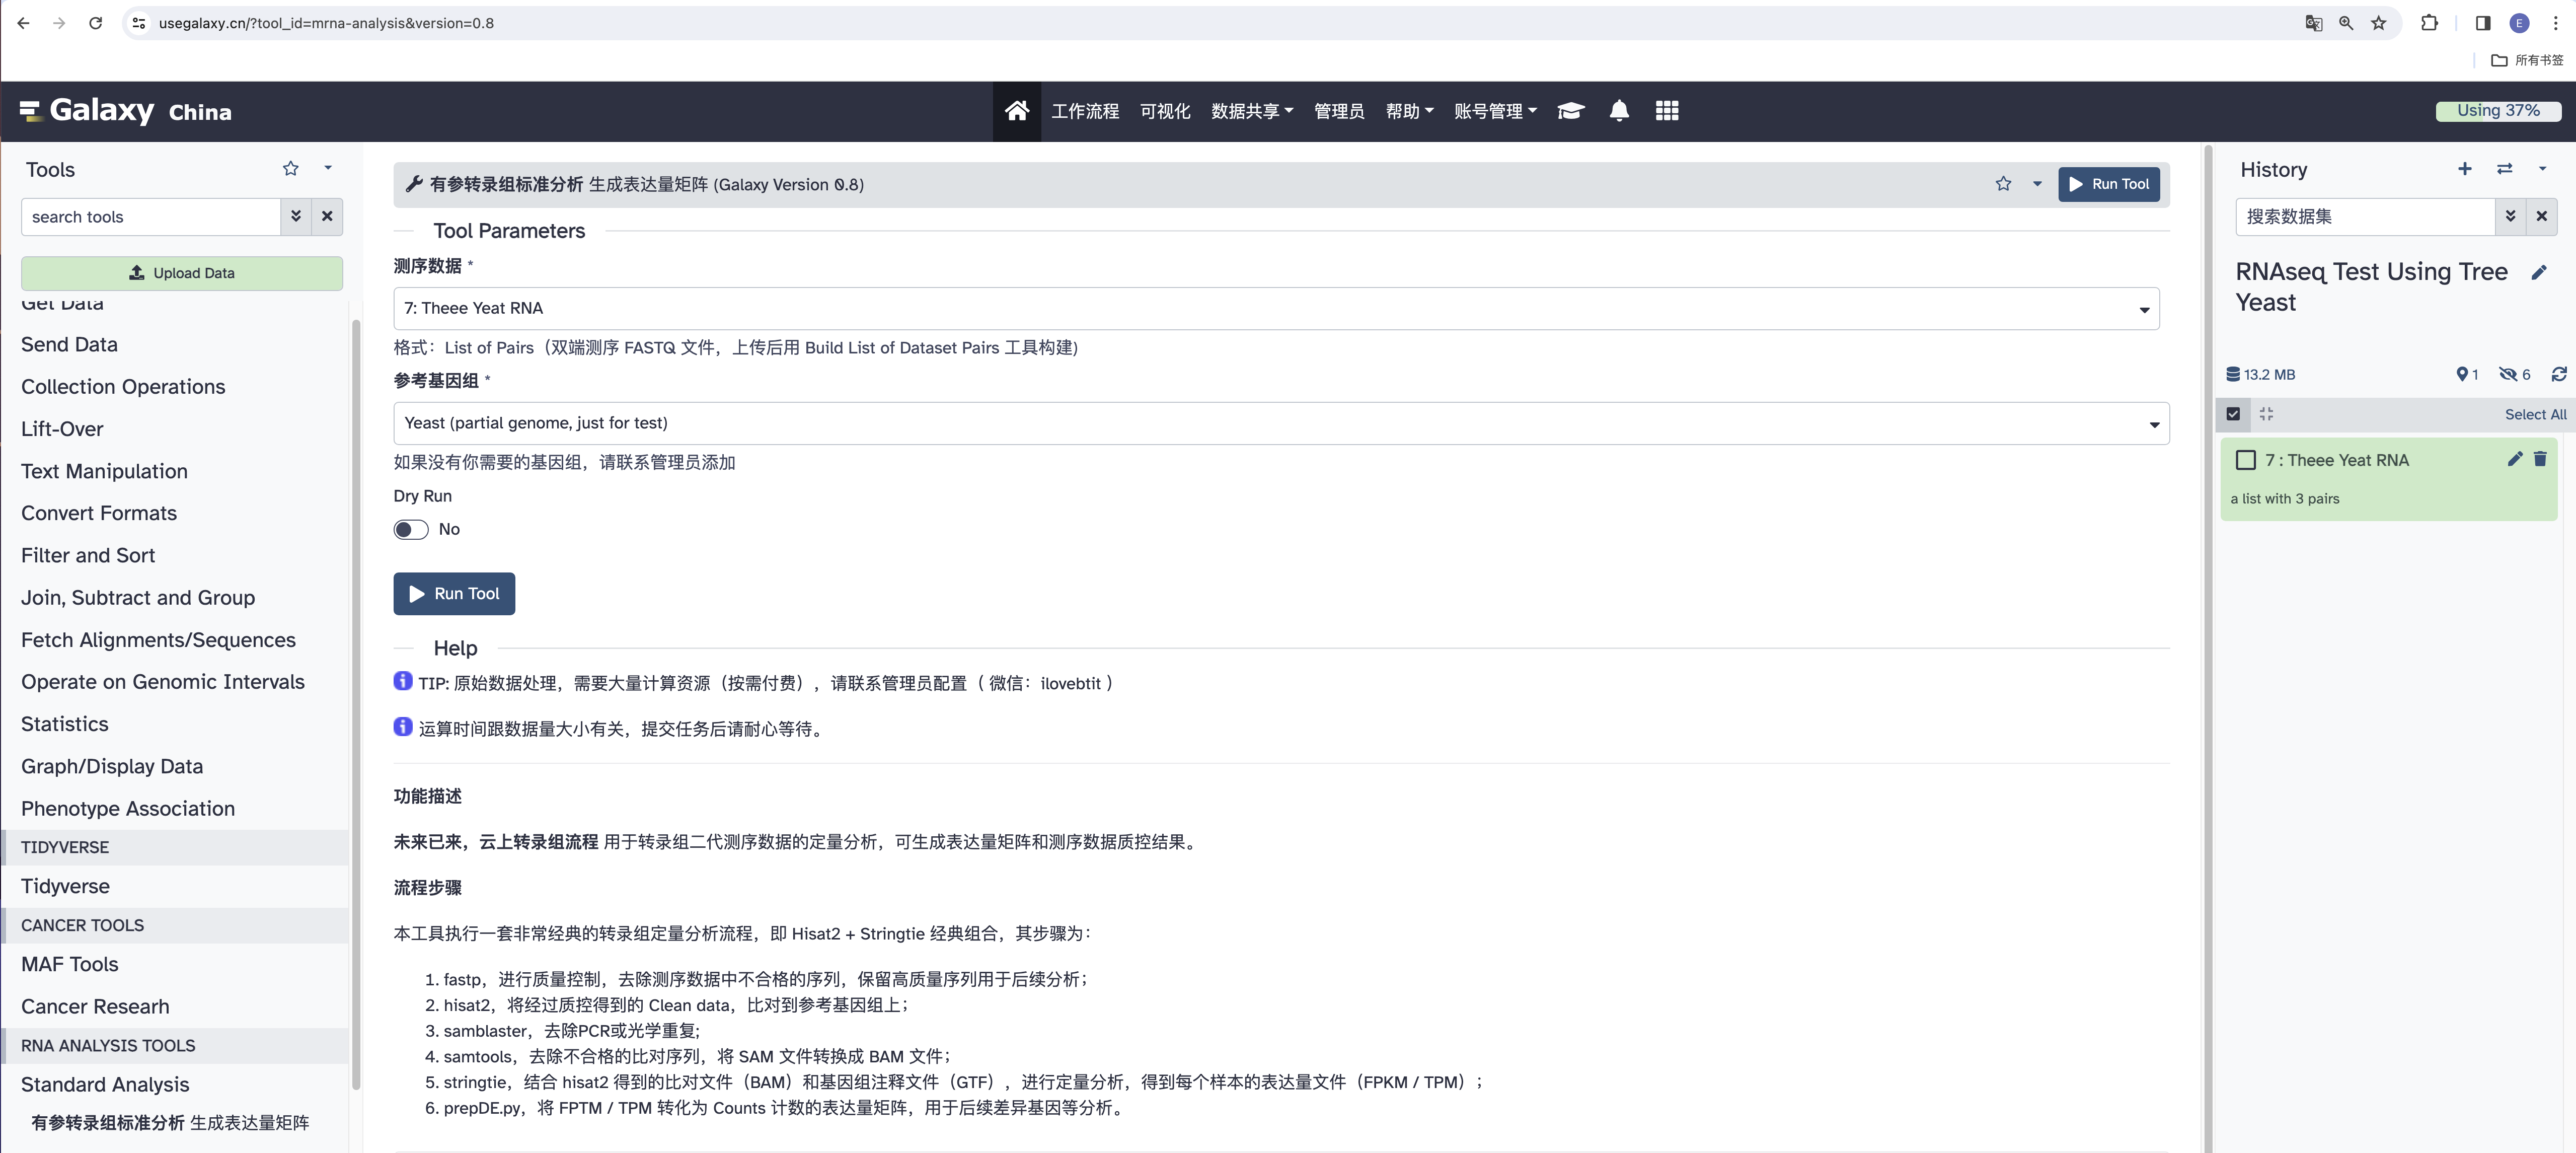 usegalaxy.cn/?tool_id=mrna-analysis&version=0.8
E
所有书签
Galaxy China
工作流程 可视化 数据共享 管理员 帮助 账号管理
Using 37%
Tools
search tools
Upload Data
Get Data
Send Data
Collection Operations
Lift-Over
Text Manipulation
Convert Formats
Filter and Sort
Join, Subtract and Group
Fetch Alignments/Sequences
Operate on Genomic Intervals
Statistics
Graph/Display Data
Phenotype Association
TIDYVERSE
Tidyverse
CANCER TOOLS
MAF Tools
Cancer Researh
RNA ANALYSIS TOOLS
Standard Analysis
有参转录组标准分析 生成表达量矩阵
有参转录组标准分析 生成表达量矩阵 (Galaxy Version 0.8)
Run Tool
Tool Parameters
测序数据 *
7: Theee Yeat RNA
格式：List of Pairs（双端测序 FASTQ 文件，上传后用 Build List of Dataset Pairs 工具构建)
参考基因组 *
Yeast (partial genome, just for test)
如果没有你需要的基因组，请联系管理员添加
Dry Run
No
Run Tool
Help
TIP: 原始数据处理，需要大量计算资源（按需付费），请联系管理员配置（ 微信：ilovebtit ）
运算时间跟数据量大小有关，提交任务后请耐心等待。
功能描述
未来已来，云上转录组流程 用于转录组二代测序数据的定量分析，可生成表达量矩阵和测序数据质控结果。
流程步骤
本工具执行一套非常经典的转录组定量分析流程，即 Hisat2 + Stringtie 经典组合，其步骤为：
1. fastp，进行质量控制，去除测序数据中不合格的序列，保留高质量序列用于后续分析；
2. hisat2，将经过质控得到的 Clean data，比对到参考基因组上；
3. samblaster，去除PCR或光学重复;
4. samtools，去除不合格的比对序列，将 SAM 文件转换成 BAM 文件；
5. stringtie，结合 hisat2 得到的比对文件（BAM）和基因组注释文件（GTF），进行定量分析，得到每个样本的表达量文件（FPKM / TPM）；
6. prepDE.py，将 FPTM / TPM 转化为 Counts 计数的表达量矩阵，用于后续差异基因等分析。
History
搜索数据集
RNAseq Test Using Tree
Yeast
13.2 MB
1
6
Select All
7 : Theee Yeat RNA
a list with 3 pairs